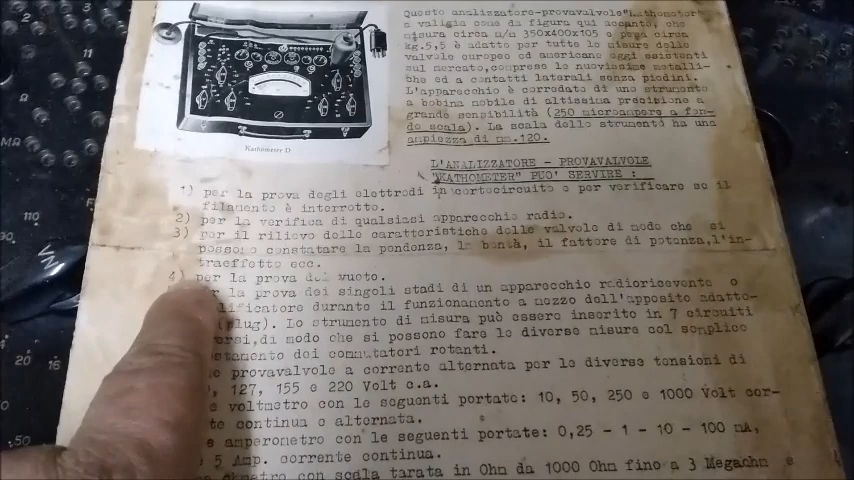 Questo analizzatore-provavalvole "Kathometer"
a valigia come da figura qui accanto, che
misura circa m/m 350x400x105 e pesa circa
Kg.5,5 è adatto per tutte le misure delle
valvole europee ed americane oggi esistenti
sul mercato, comprese le nuovissime metalli-
che ed a contatti laterali senza piedini.
L'apparecchio è corredato di uno strumento
a bobina mobile di altissima precisione a
grande sensibilità (250 microampere a fon-
do scala). La scala dello strumento ha una
ampiezza di mm.120.
Kathometer D
L'ANALIZZATORE - PROVAVALVOLE
"KATHOMETER" PUO' SERVIRE :
1) per la prova degli elettrodi in cortocircuito e per verificare se il
filamento è interrotto.
2) per la verifica di qualsiasi apparecchio radio.
3) per il rilievo delle caratteristiche delle valvole di modo che si
possono constatare la pendenza, la bontà, il fattore di potenza,l'in-
traeffetto ecc.
4) per la prova del vuoto.
per la prova dei singoli stadi di un apparecchio radioricevente o
lificatore durante il funzionamento a mezzo dell'apposito adatto-
(plug). Lo strumento di misura può essere inserito in 7 circuiti
ersi,di modo che si possono fare le diverse misure col semplice
stamento dei commutatori rotanti.
provavalvole a corrente alternata per le diverse tensioni di
, 127, 155 e 220 Volt c.a.
e voltmetro con le seguenti portate: 10, 50, 250 e 1000 Volt cor-
te continua o alternata.
e amperometro con le seguenti portate: 0,25 - 1 - 10 - 100 mA,
5 Amp. corrente continua.
ohmetro con scala tarata in Ohm da 1000 Ohm fino a 3 Megaohm e